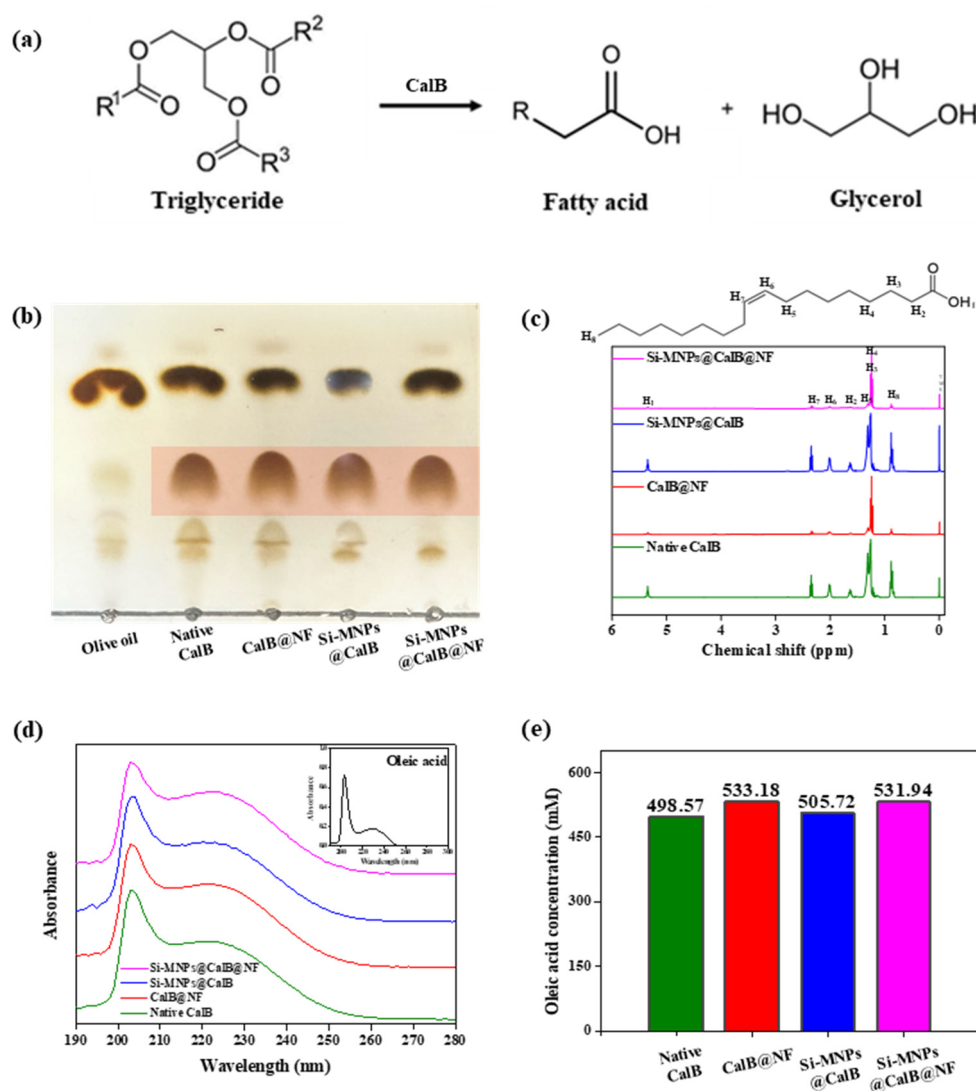 (a)
R¹
O
O
O
R²
O
O
O
R³
Triglyceride
CalB
R
O
OH
Fatty acid
+
HO
OH
OH
Glycerol
(b)
Olive oil
Native
CalB
CalB@NF
Si-MNPs
@CalB
Si-MNPs
@CalB@NF
(c)
H₈
H₇
H₆
H₅
H₄
H₃
H₂
O
OH₁
Si-MNPs@CalB@NF
H₁
H₇
H₆
H₂
H₄
H₃
H₈
Si-MNPs@CalB
CalB@NF
Native CalB
6 5 4 3 2 1 0
Chemical shift (ppm)
(d)
Absorbance
Oleic acid
Absorbance
Wavelength (nm)
Si-MNPs@CalB@NF
Si-MNPs@CalB
CalB@NF
Native CalB
190 200 210 220 230 240 250 260 270 280
Wavelength (nm)
(e)
Oleic acid concentration (mM)
600
450
300
150
0
498.57
533.18
505.72
531.94
Native
CalB
CalB@NF
Si-MNPs
@CalB
Si-MNPs
@CalB@NF